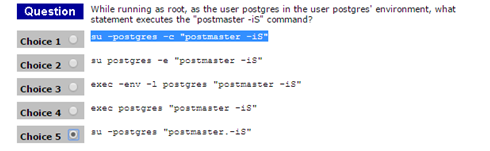 Question
While running as root, as the user postgres in the user postgres' environment, what
statement executes the "postmaster -iS" command?
Choice 1
su -postgres -c "postmaster -iS"
Choice 2
su postgres -e "postmaster -iS"
Choice 3
exec -env -l postgres "postmaster -iS"
Choice 4
exec postgres "postmaster -iS"
Choice 5
su -postgres "postmaster.-iS"